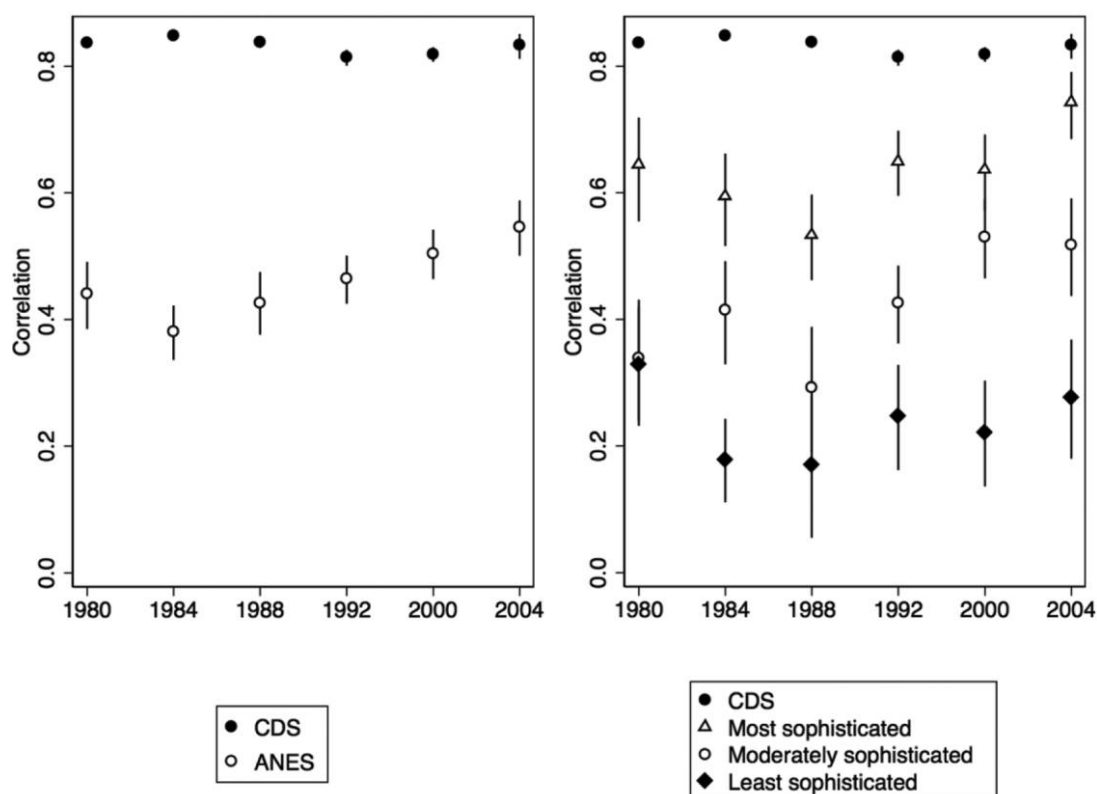 Correlation
0.8
0.6
0.4
0.2
0.0
1980 1984 1988 1992 2000 2004
CDS
ANES
Correlation
0.8
0.6
0.4
0.2
0.0
1980 1984 1988 1992 2000 2004
CDS
Most sophisticated
Moderately sophisticated
Least sophisticated